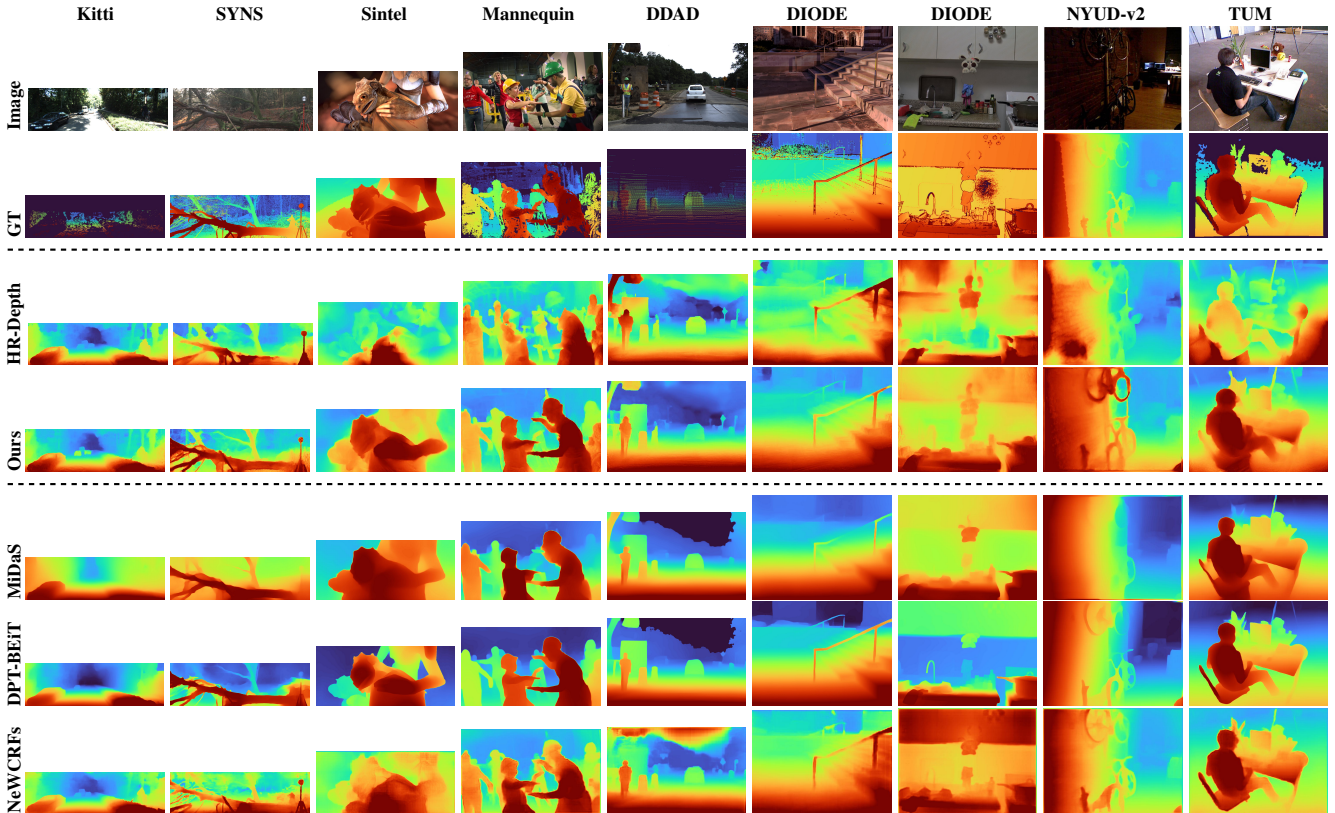 Kitti SYNS Sintel Mannequin DDAD DIODE DIODE NYUD-v2 TUM
Image
GT
HR-Depth
Ours
MiDaS
DPT-BEiT
NeWCRFs